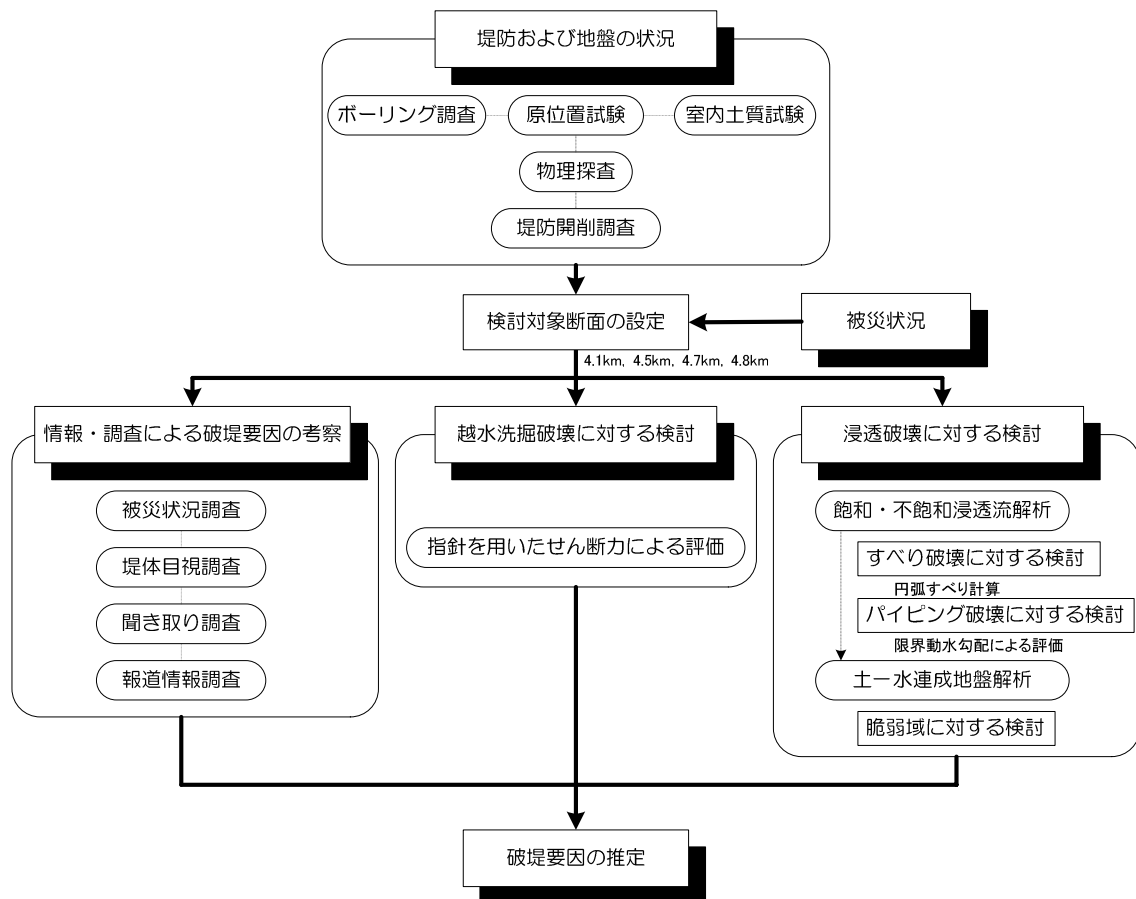 堤防および地盤の状況
ボーリング調査
原位置試験
室内土質試験
物理探査
堤防開削調査
検討対象断面の設定
被災状況
4.1km, 4.5km, 4.7km, 4.8km
情報・調査による破堤要因の考察
被災状況調査
堤体目視調査
聞き取り調査
報道情報調査
越水洗掘破壊に対する検討
指針を用いたせん断力による評価
浸透破壊に対する検討
飽和・不飽和浸透流解析
すべり破壊に対する検討
円弧すべり計算
パイピング破壊に対する検討
限界動水勾配による評価
土ー水連成地盤解析
脆弱域に対する検討
破堤要因の推定